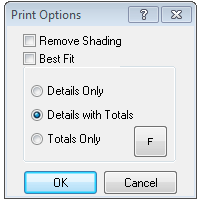 Print Options
?
Remove Shading
Best Fit
Details Only
Details with Totals
Totals Only
F
OK
Cancel